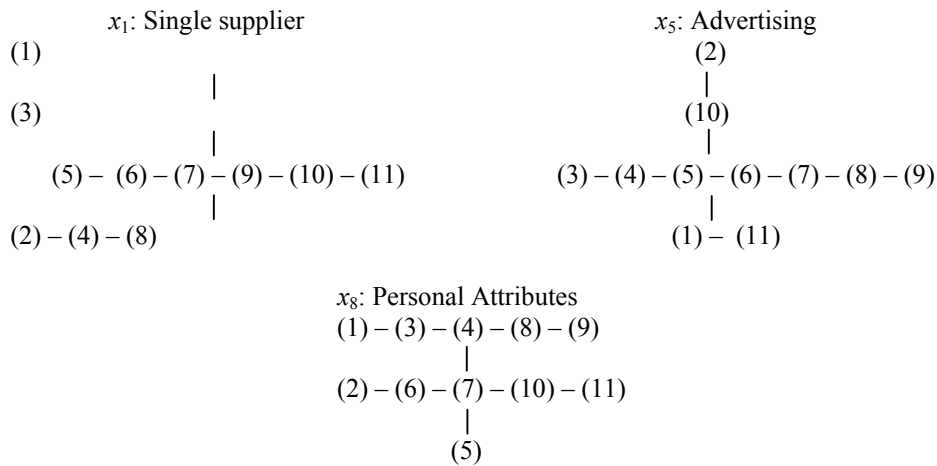 x₁: Single supplier
(1)
|
(3)
|
(5) – (6) – (7) – (9) – (10) – (11)
|
(2) – (4) – (8)
x₅: Advertising
(2)
|
(10)
|
(3) – (4) – (5) – (6) – (7) – (8) – (9)
|
(1) – (11)
x₈: Personal Attributes
(1) – (3) – (4) – (8) – (9)
|
(2) – (6) – (7) – (10) – (11)
|
(5)